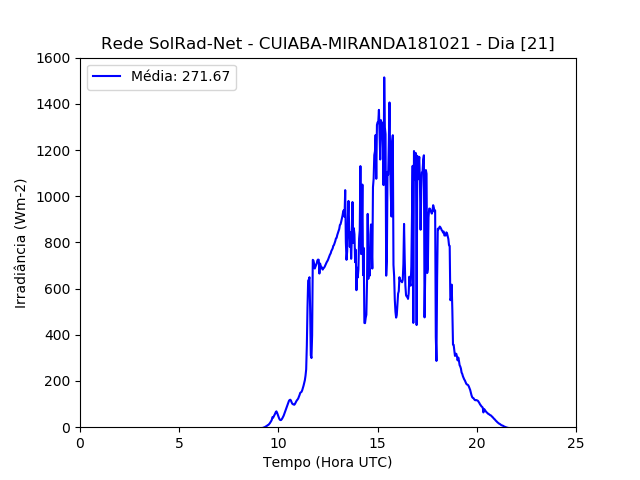 Rede SolRad-Net - CUIABA-MIRANDA181021 - Dia [21]
Média: 271.67
Irradiância (Wm-2)
1600
1400
1200
1000
800
600
400
200
0
0 5 10 15 20 25
Tempo (Hora UTC)